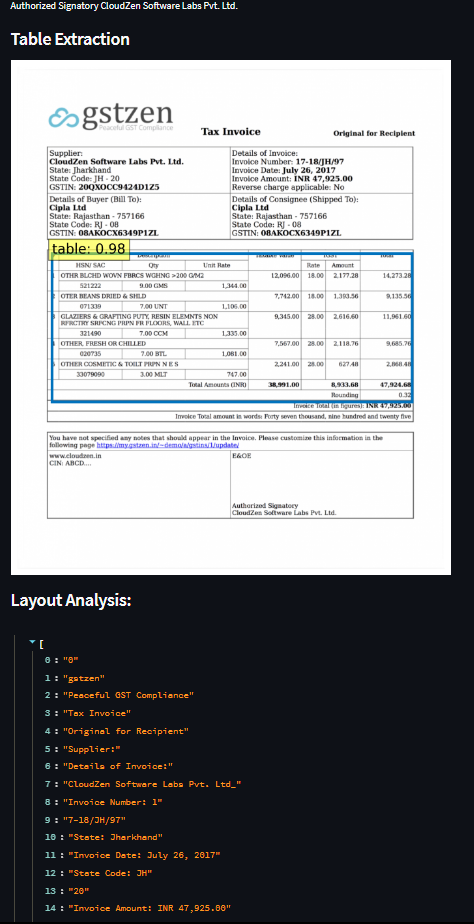 Authorized Signatory CloudZen Software Labs Pvt. Ltd.
Table Extraction
gstzen
Peaceful GST Compliance
Tax Invoice
Original for Recipient
Supplier:
CloudZen Software Labs Pvt. Ltd.
State: Jharkhand
State Code: JH - 20
GSTIN: 20QXOCC9424D1Z5
Details of Invoice:
Invoice Number: 17-18/JH/97
Invoice Date: July 26, 2017
Invoice Amount: INR 47,925.00
Reverse charge applicable: No
Details of Buyer (Bill To):
Cipla Ltd
State: Rajasthan - 757166
State Code: RJ - 08
GSTIN: 08AKOCX6349P1ZL
Details of Consignee (Shipped To):
Cipla Ltd
State: Rajasthan - 757166
State Code: RJ - 08
GSTIN: 08AKOCX6349P1ZL
table: 0.98
HSN/ SAC Qty Unit Rate Rate Amount
OTHR BLCHD WOVN FBRCS WGHNG >200 G/M2 12,096.00 18.00 2,177.28 14,273.28
521222 9.00 GMS 1,344.00
OTER BEANS DRIED & SHLD 7,742.00 18.00 1,393.56 9,135.56
071339 7.00 UNT 1,106.00
GLAZIERS & GRAFTING PUTY, RESIN ELEMNTS NON 9,345.00 28.00 2,616.60 11,961.60
RFRCTRY SRFCNG PRPN FR FLOORS, WALL ETC
321490 7.00 CCM 1,335.00
OTHER, FRESH OR CHILLED 7,567.00 28.00 2,118.76 9,685.76
020735 7.00 BTL 1,081.00
OTHER COSMETIC & TOILT PRPN N E S 2,241.00 28.00 627.48 2,868.48
33079090 3.00 MLT 747.00
Total Amounts (INR) 38,991.00 8,933.68 47,924.68
Rounding 0.32
Invoice Total (in figures): INR 47,925.00
Invoice Total amount in words: Forty seven thousand, nine hundred and twenty five
You have not specified any notes that should appear in the Invoice. Please customize this information in the
following page https://my.gstzen.in/~demo/a/gstins/1/update/
www.cloudzen.in
CIN: ABCD....
E&OE
Authorized Signatory
CloudZen Software Labs Pvt. Ltd.
Layout Analysis:
[
0 : "0"
1 : "gstzen"
2 : "Peaceful GST Compliance"
3 : "Tax Invoice"
4 : "Original for Recipient"
5 : "Supplier:"
6 : "Details of Invoice:"
7 : "CloudZen Software Labs Pvt. Ltd_"
8 : "Invoice Number: 1"
9 : "7-18/JH/97"
10 : "State: Jharkhand"
11 : "Invoice Date: July 26, 2017"
12 : "State Code: JH"
13 : "20"
14 : "Invoice Amount: INR 47,925.00"